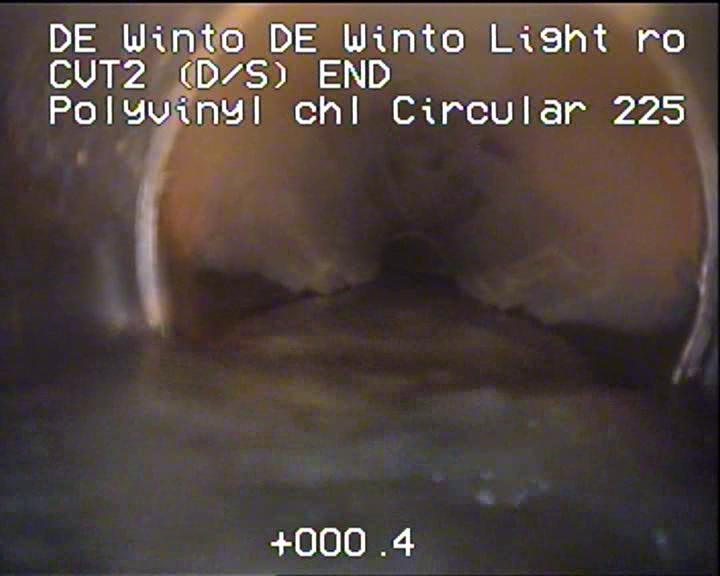 DE Winto DE Winto Light ro
CVT2 (D/S) END
Polyvinyl chl Circular 225
+000.4